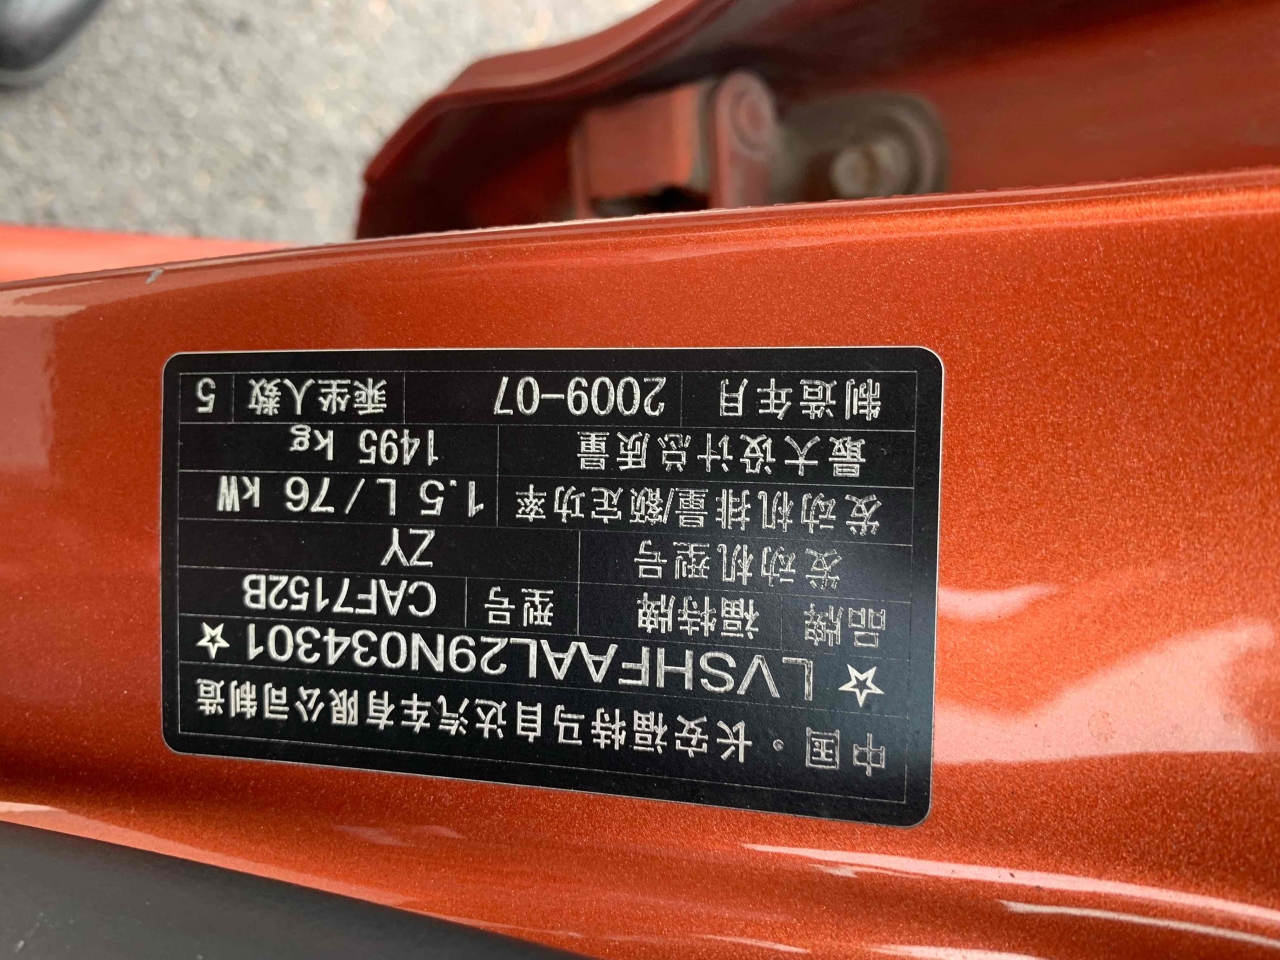 中国·长安福特马自达汽车有限公司制造
☆LVSHFAAL29N034301☆
品牌 福特牌 型号 CAF7152B
发动机型号 ZY
发动机排量/额定功率 1.5 L/76 kW
最大设计总质量 1495 kg
制造年月 2009-07 乘坐人数 5